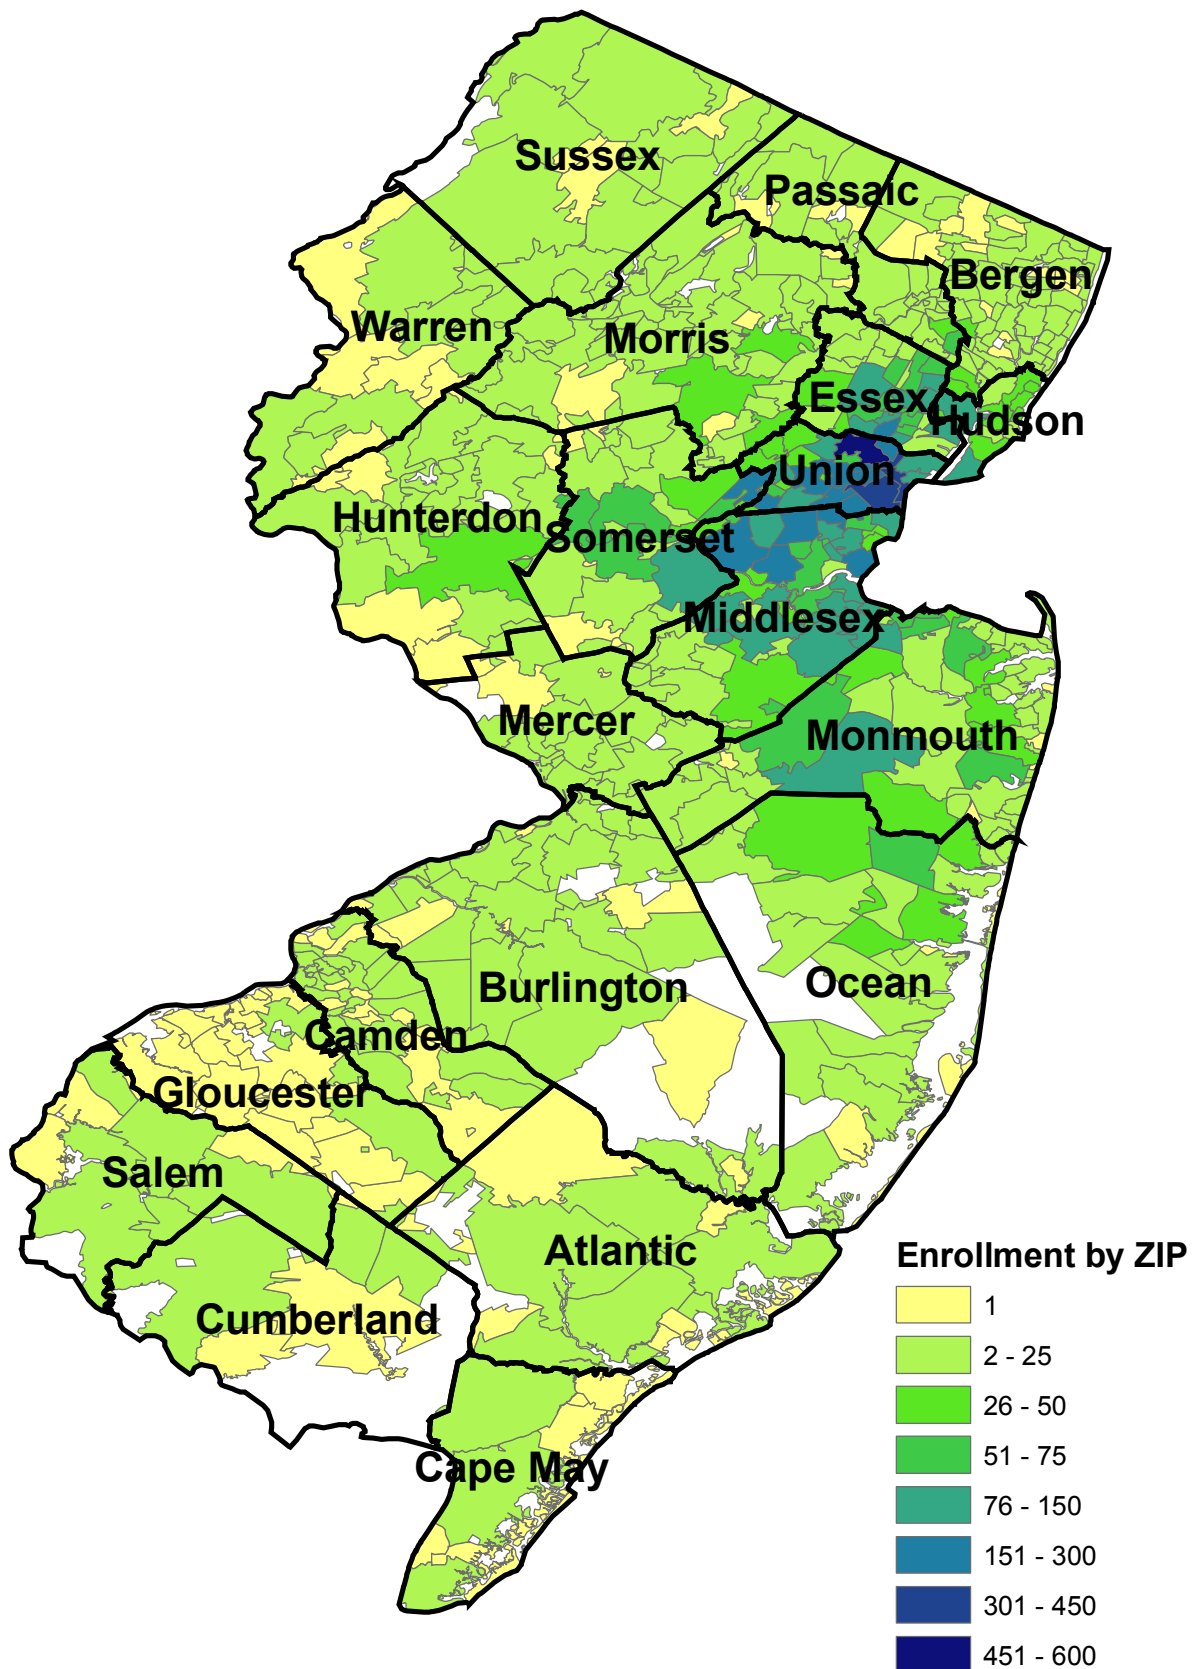 Sussex
Passaic
Bergen
Warren
Morris
Essex
Hudson
Union
Hunterdon
Somerset
Middlesex
Mercer
Monmouth
Burlington
Ocean
Camden
Gloucester
Salem
Atlantic
Cumberland
Cape May
Enrollment by ZIP
1
2 - 25
26 - 50
51 - 75
76 - 150
151 - 300
301 - 450
451 - 600